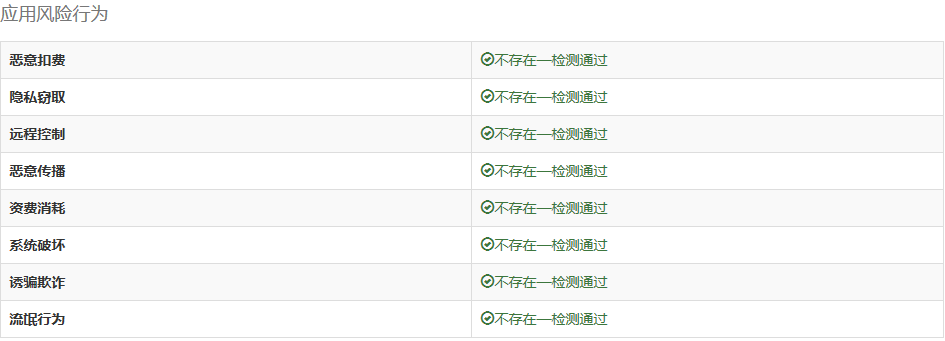 应用风险行为
恶意扣费 不存在—检测通过
隐私窃取 不存在—检测通过
远程控制 不存在—检测通过
恶意传播 不存在—检测通过
资费消耗 不存在—检测通过
系统破坏 不存在—检测通过
诱骗欺诈 不存在—检测通过
流氓行为 不存在—检测通过